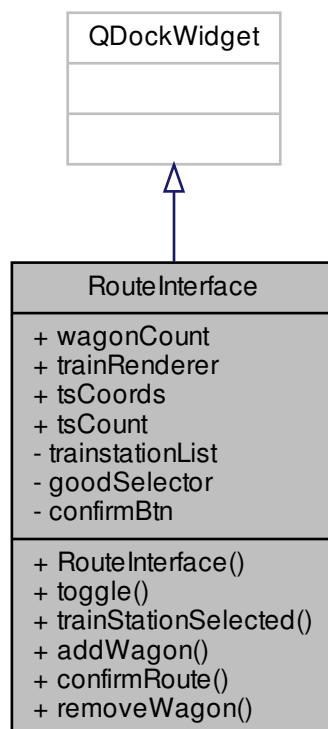 QDockWidget
RouteInterface
+ wagonCount
+ trainRenderer
+ tsCoords
+ tsCount
- trainstationList
- goodSelector
- confirmBtn
+ RouteInterface()
+ toggle()
+ trainStationSelected()
+ addWagon()
+ confirmRoute()
+ removeWagon()